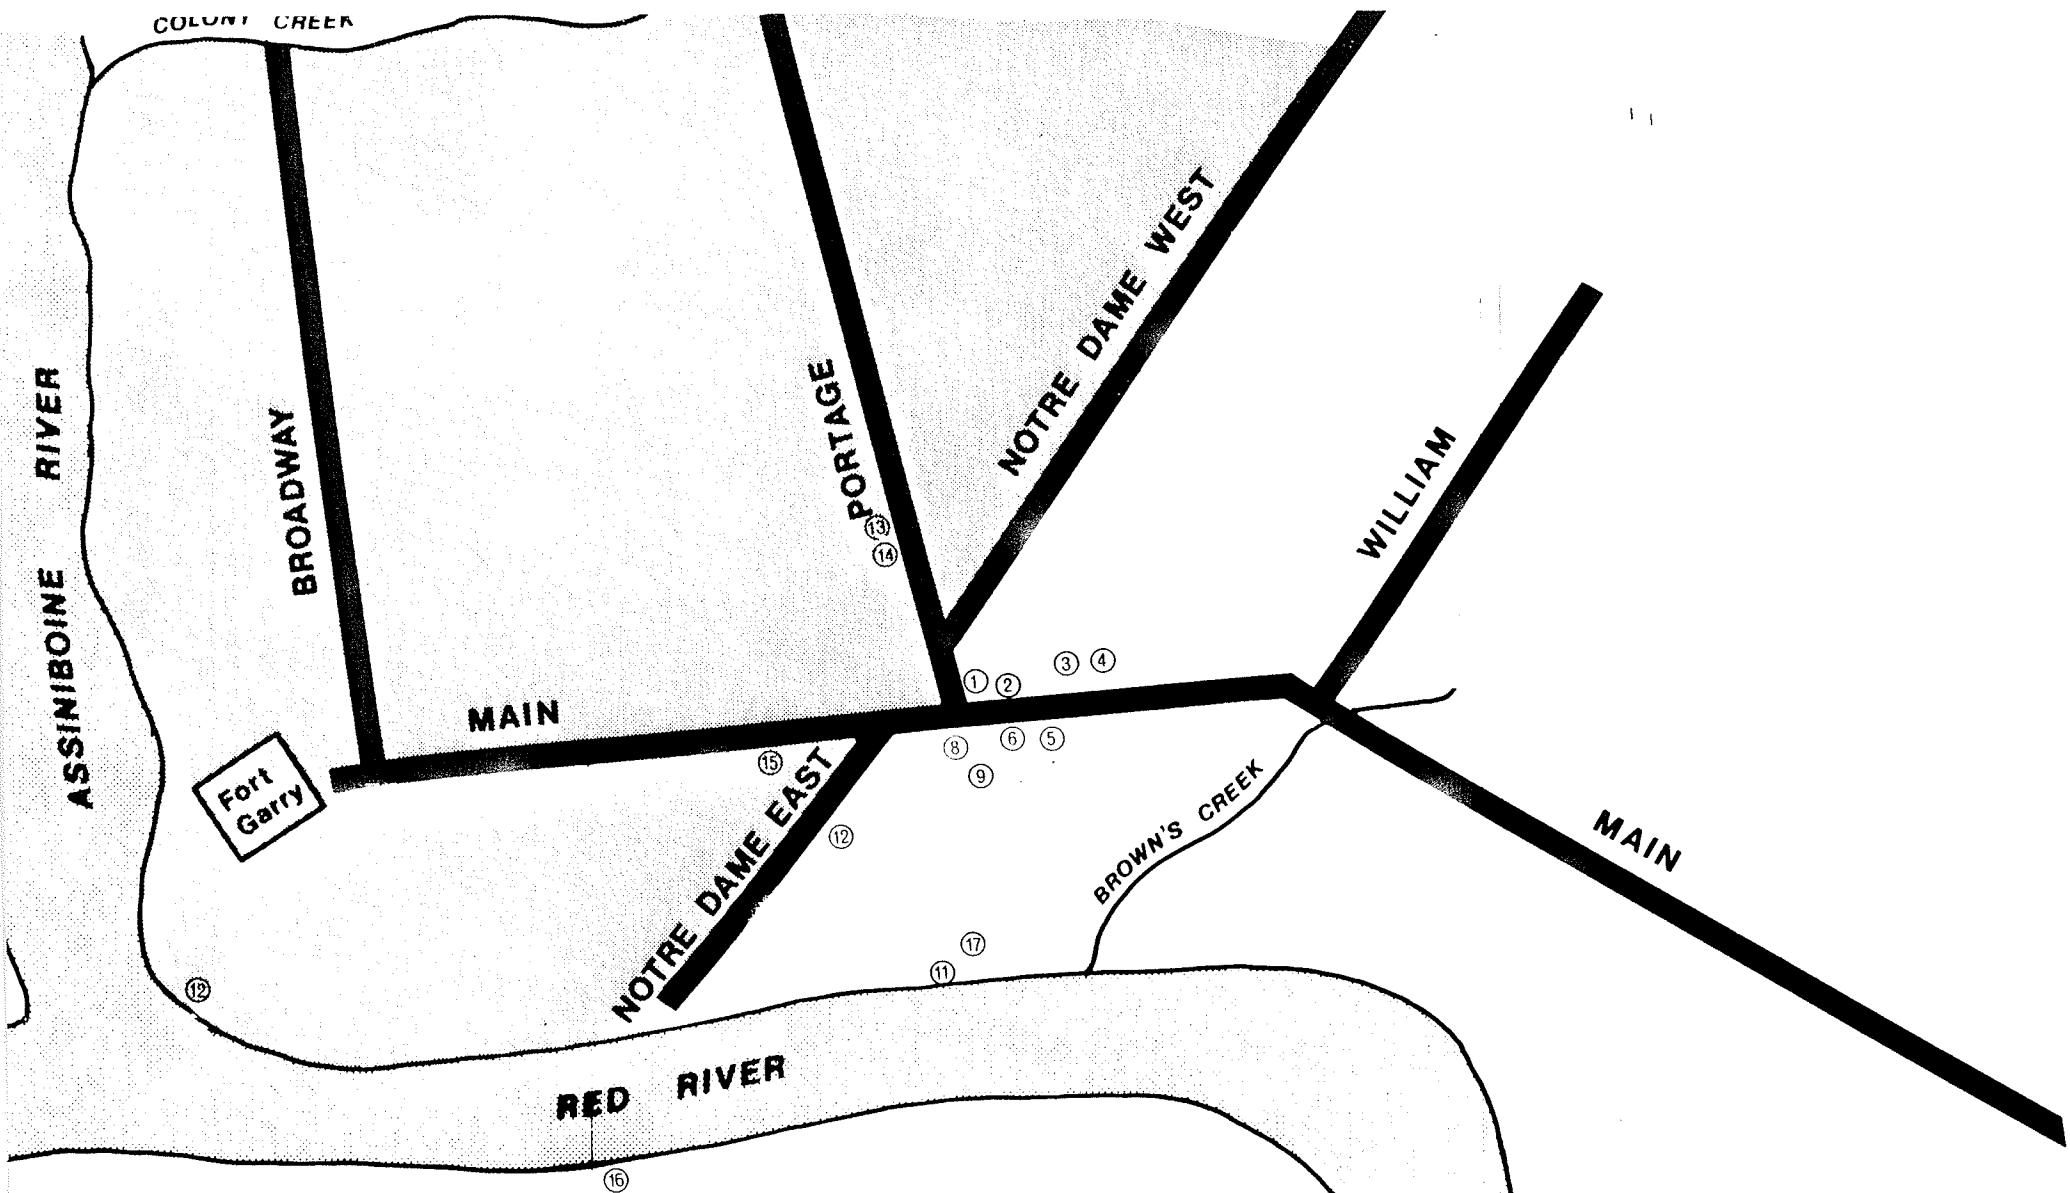 COLONY CREEK
ASSINIBOINE RIVER
BROADWAY
PORTAGE
NOTRE DAME WEST
WILLIAM
13
14
1
2
3
4
MAIN
15
8
6
5
9
Fort
Garry
NOTRE DAME EAST
12
BROWN'S CREEK
MAIN
17
11
12
RED RIVER
16